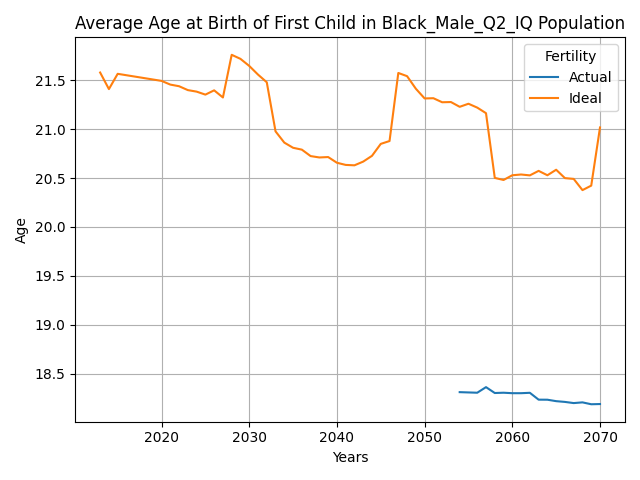 Average Age at Birth of First Child in Black_Male_Q2_IQ Population
Fertility
Actual
Ideal
21.5
21.0
20.5
20.0
19.5
19.0
18.5
Age
2020 2030 2040 2050 2060 2070
Years